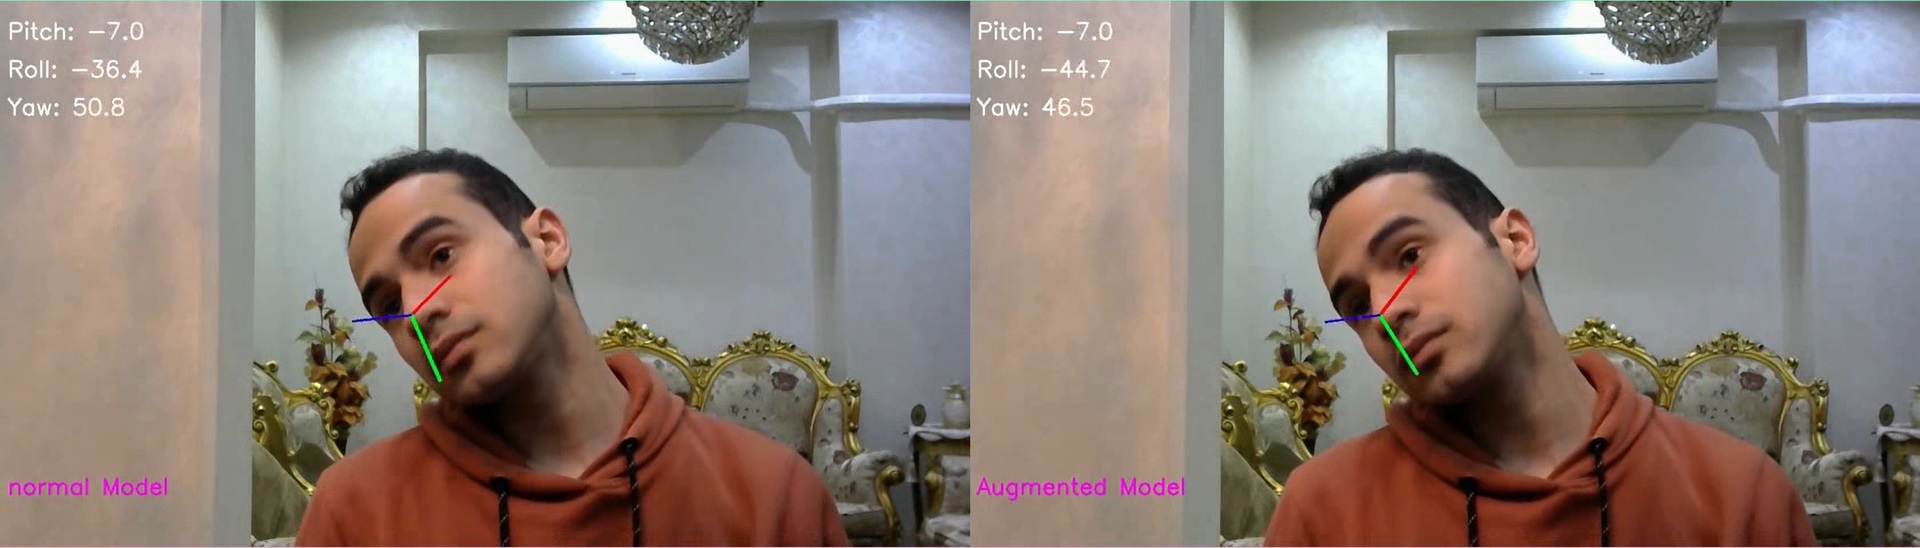 Pitch: -7.0
Roll: -36.4
Yaw: 50.8
normal Model
Pitch: -7.0
Roll: -44.7
Yaw: 46.5
Augmented Model